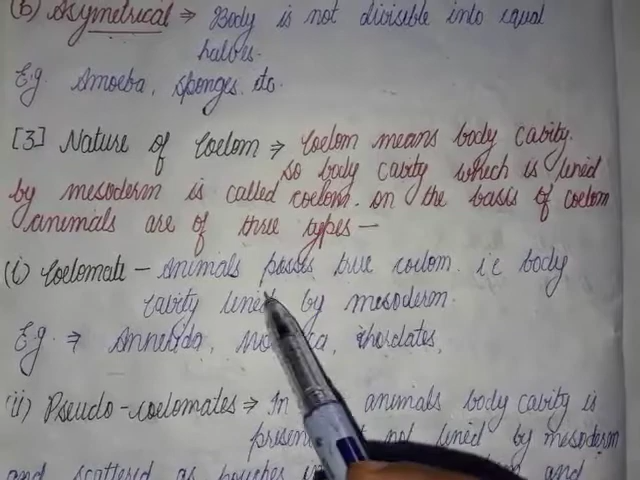 (b) Asymetrical ⇒ Body is not divisible into equal
halves.
E.g. Amoeba, Sponges, etc.
[3] Nature of Coelom ⇒ Coelom means body cavity.
so body cavity which is lined
by mesoderm is called coelom. on the basis of coelom
animals are of three types —
(i) Coelomate - Animals posses true coelom. i.e body
cavity lined by mesoderm.
E.g. ⇒ Annelida, Chordates,
(ii) Pseudo-coelomates ⇒ In animals body cavity is
not lined by mesoderm
and scattered as pouches and